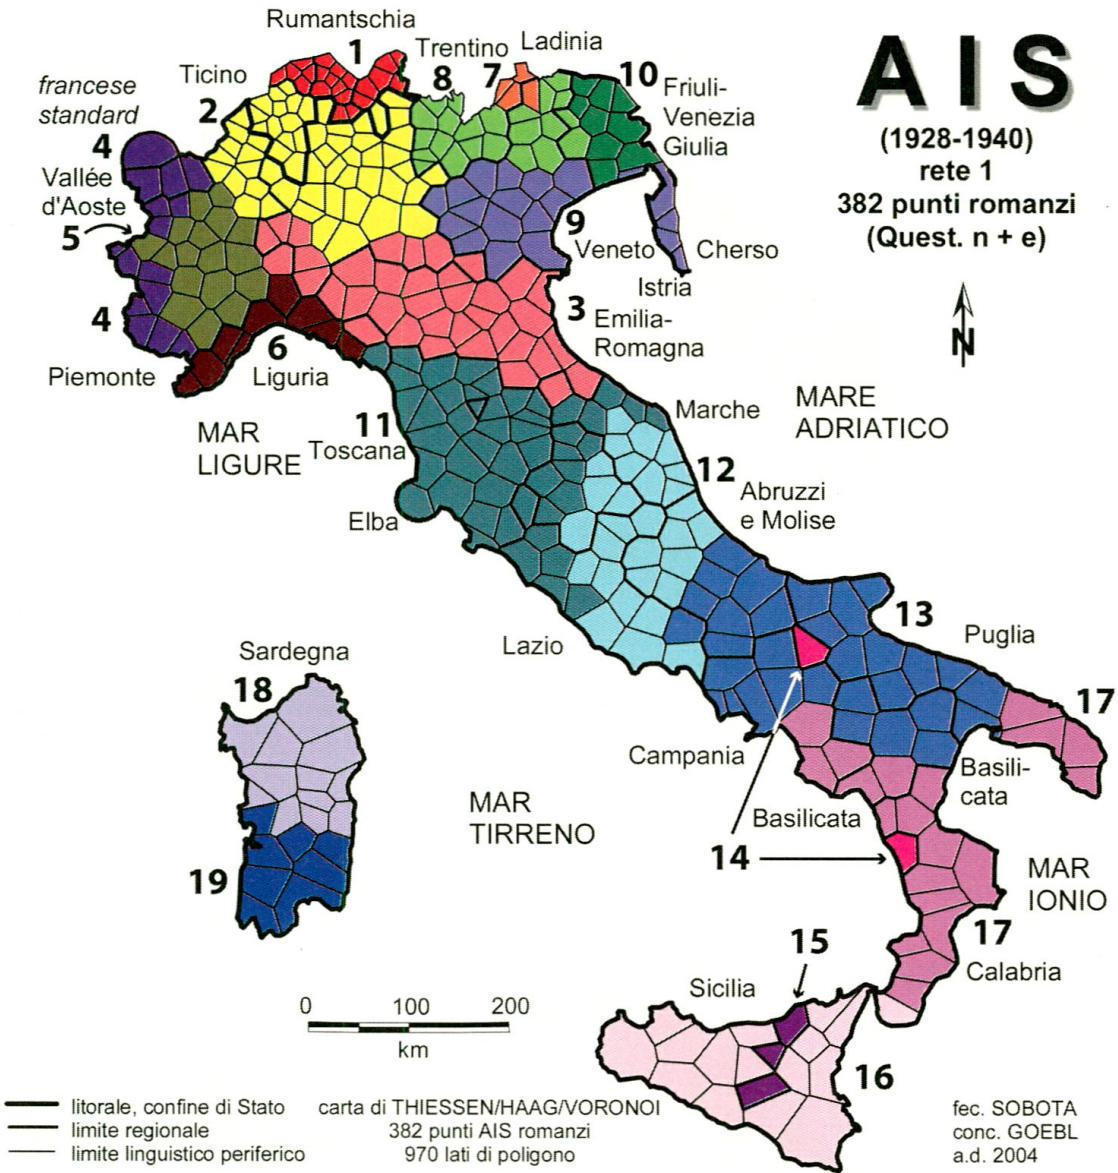 Rumantschia
1
Trentino
Ladinia
Ticino
8
7
10
francese
standard
2
Friuli-
Venezia
Giulia
4
Vallée
d'Aoste
5
9
Veneto
Cherso
Istria
4
3
Emilia-
Romagna
6
Piemonte
Liguria
AIS
(1928-1940)
rete 1
382 punti romanzi
(Quest. n + e)
N
MAR
LIGURE
11
Toscana
Marche
MARE
ADRIATICO
12
Abruzzi
e Molise
Elba
13
Puglia
Lazio
Sardegna
18
17
Campania
Basili-
cata
MAR
TIRRENO
Basilicata
14
19
MAR
IONIO
15
17
Calabria
Sicilia
0 100 200
km
16
litorale, confine di Stato
limite regionale
limite linguistico periferico
carta di THIESSEN/HAAG/VORONOI
382 punti AIS romanzi
970 lati di poligono
fec. SOBOTA
conc. GOEBL
a.d. 2004